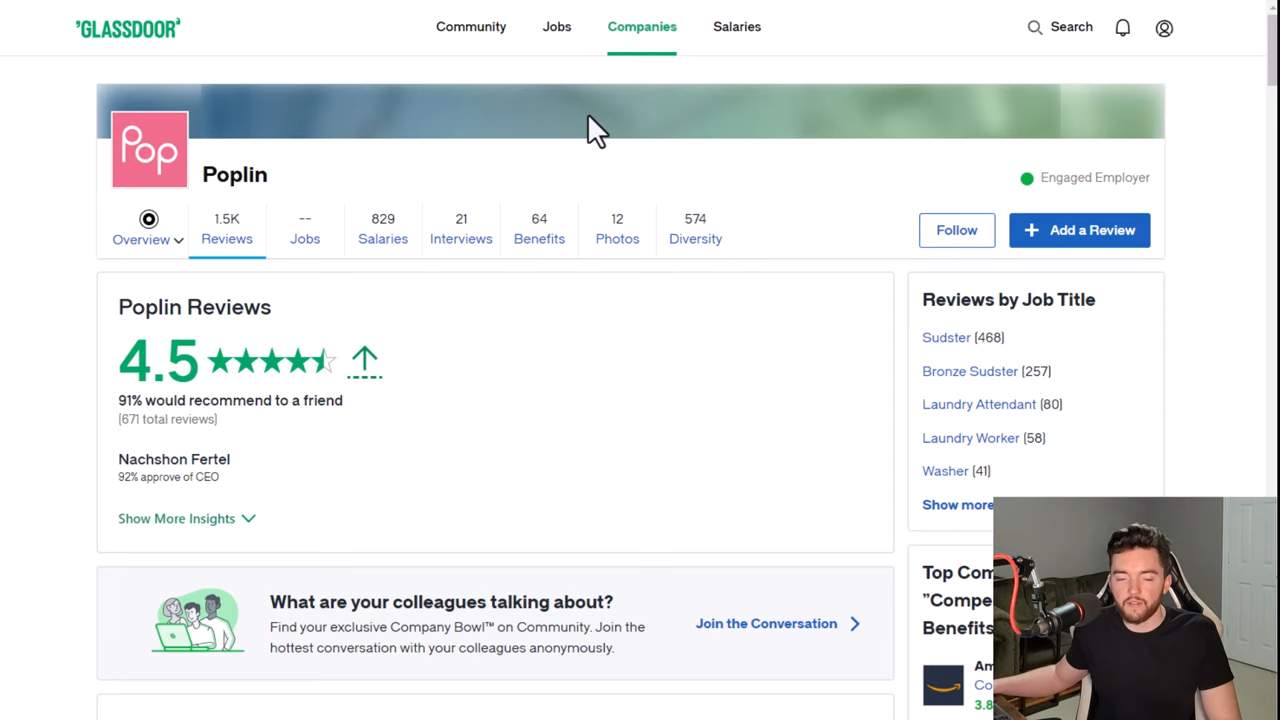 'GLASSDOOR'
Community
Jobs
Companies
Salaries
Search
Pop
Poplin
Engaged Employer
Overview
1.5K
Reviews
--
Jobs
829
Salaries
21
Interviews
64
Benefits
12
Photos
574
Diversity
Follow
+ Add a Review
Poplin Reviews
4.5
91% would recommend to a friend
(671 total reviews)
Nachshon Fertel
92% approve of CEO
Show More Insights
What are your colleagues talking about?
Find your exclusive Company Bowl™ on Community. Join the
hottest conversation with your colleagues anonymously.
Join the Conversation
Reviews by Job Title
Sudster (468)
Bronze Sudster (257)
Laundry Attendant (80)
Laundry Worker (58)
Washer (41)
Show more
Top Com
"Compe
Benefits
Am
Co
3.8